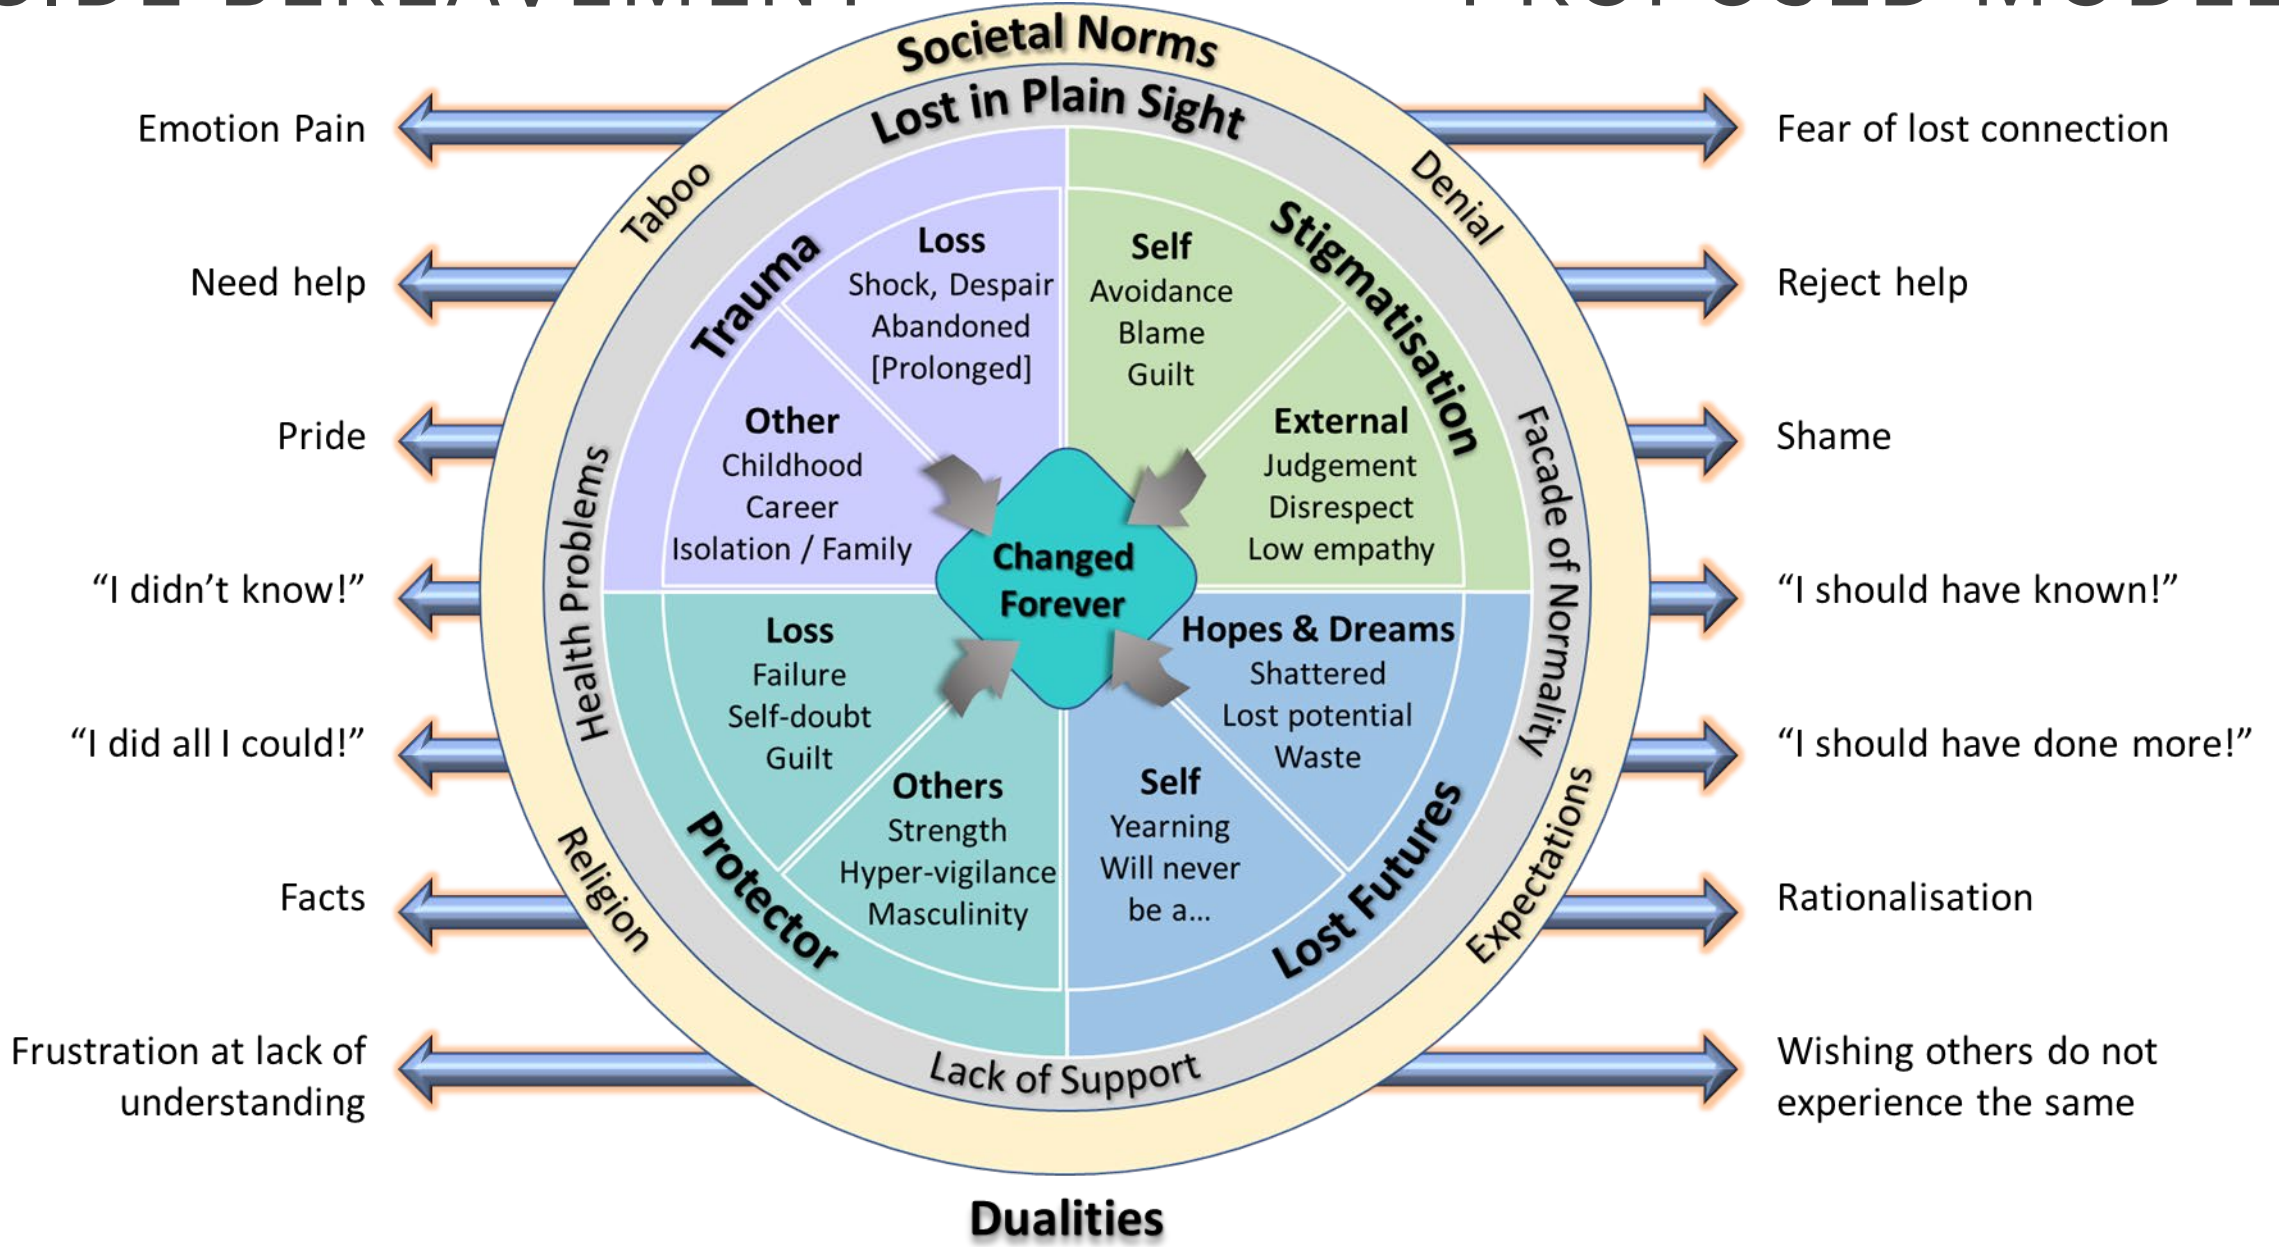 BEREAVEMENT
PROPOSED MODEL
Societal Norms
Lost in Plain Sight
Taboo
Denial
Religion
Expectations
Health Problems
Facade of Normality
Lack of Support
Trauma
Loss
Shock, Despair
Abandoned
[Prolonged]
Other
Childhood
Career
Isolation / Family
Stigmatisation
Self
Avoidance
Blame
Guilt
External
Judgement
Disrespect
Low empathy
Changed
Forever
Protector
Loss
Failure
Self-doubt
Guilt
Others
Strength
Hyper-vigilance
Masculinity
Lost Futures
Hopes & Dreams
Shattered
Lost potential
Waste
Self
Yearning
Will never
be a...
Emotion Pain
Fear of lost connection
Need help
Reject help
Pride
Shame
“I didn’t know!”
“I should have known!”
“I did all I could!”
“I should have done more!”
Facts
Rationalisation
Frustration at lack of
understanding
Wishing others do not
experience the same
Dualities